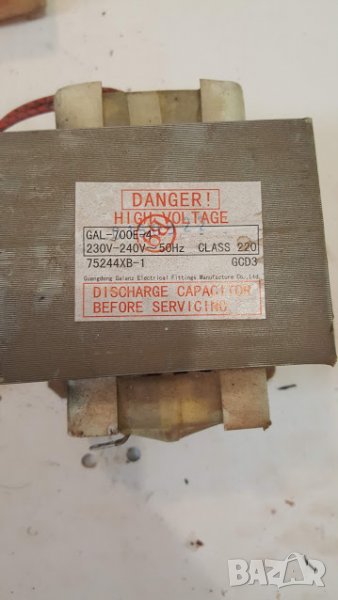 DANGER!
HIGH VOLTAGE
GAL-700E-4
230V-240V~50Hz CLASS 220
75244XB-1 GCD3
Guangdong Galanz Electrical Fittings Manufacture Co.,Ltd.
DISCHARGE CAPACITOR
BEFORE SERVICING
BAZAR